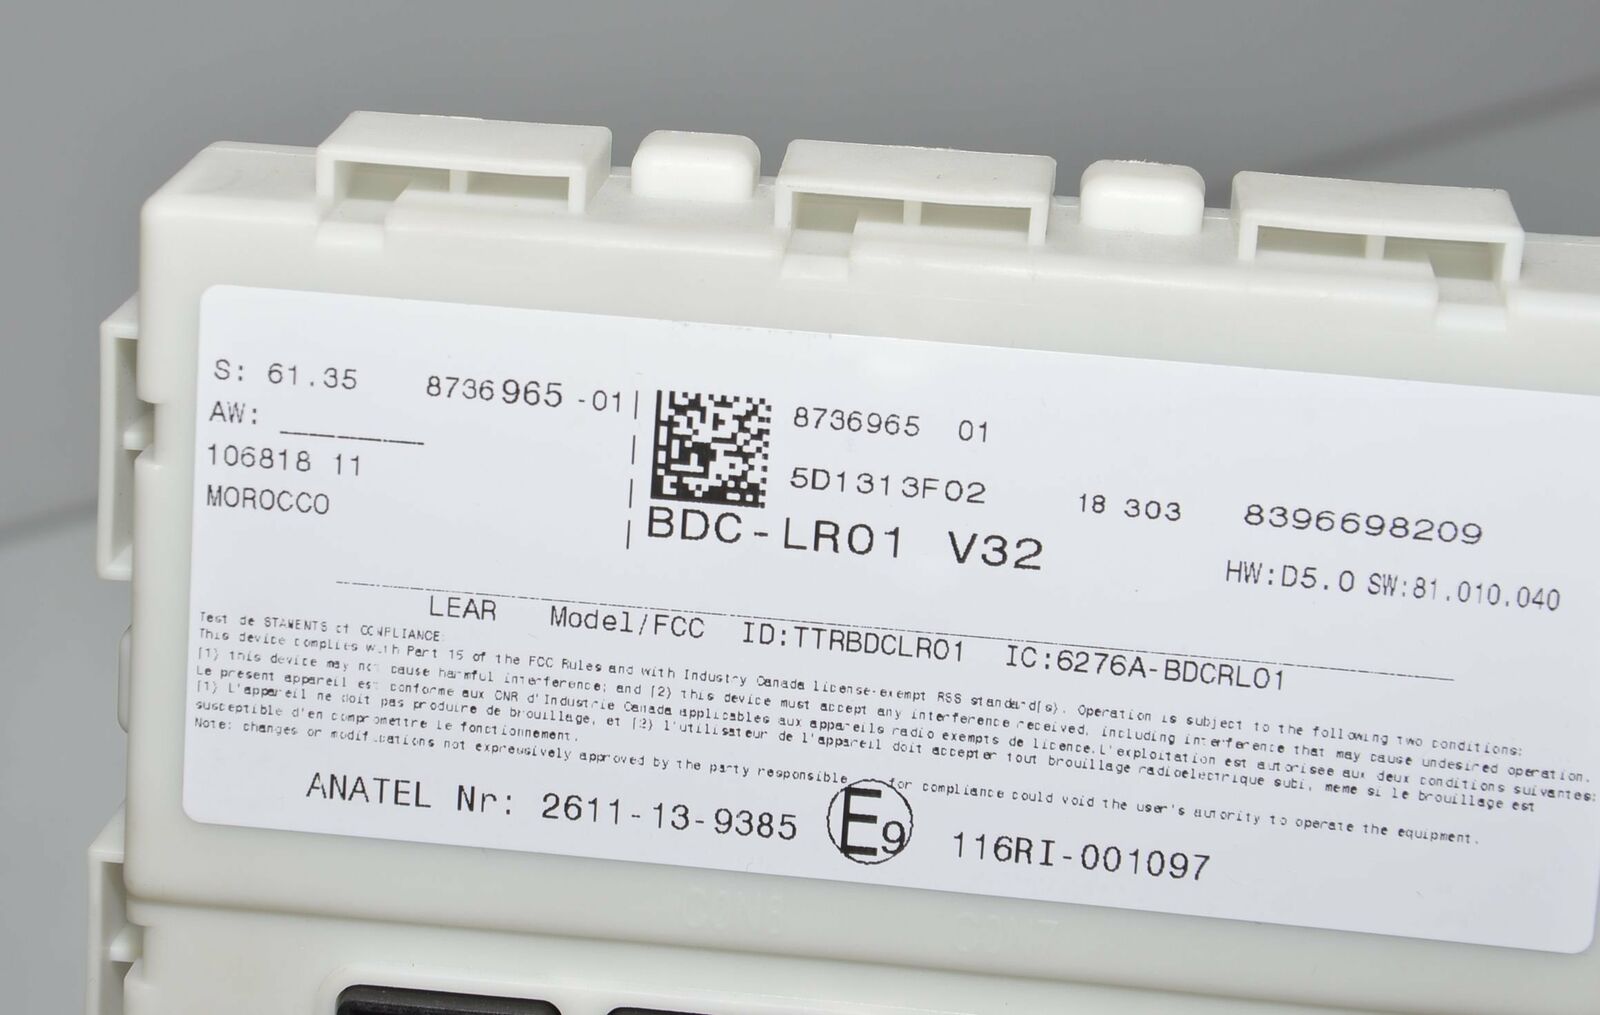 S: 61.35 8736965 -01
AW:
106818 11
MOROCCO
8736965 01
5D1313F02 18 303 8396698209
BDC-LR01 V32
HW:D5.0 SW:81.010.040
LEAR Model/FCC ID:TTRBDCLR01 IC:6276A-BDCRL01
Test de STAWENTS of COMPLIANCE:
This device complies with Part 15 of the FCC Rules and with Industry Canada license-exempt RSS standard(s). Operation is subject to the following two conditions:
(1) this device may not cause harmful interference; and (2) this device must accept any interference received, including interference that may cause undesired operation.
Le present appareil est conforme aux CNR d'Industrie Canada applicables aux appareils radio exempts de licence.L'exploitation est autorisee aux deux conditions suivantes:
(1) L'appareil ne doit pas produire de brouillage, et (2) l'utilisateur de l'appareil doit accepter tout brouillage radioelectrique subi, meme si le brouillage est
susceptible d'en compromettre le fonctionnement.
Note: changes or modifications not expressively approved by the party responsible for compliance could void the user's autority to operate the equipment.
ANATEL Nr: 2611-13-9385 E9 116RI-001097
CON7